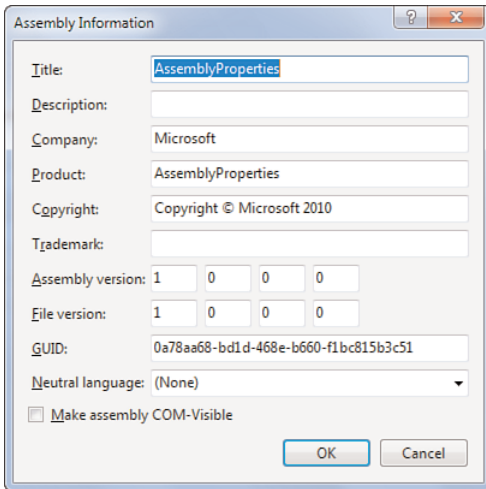 Assembly Information
Title: AssemblyProperties
Description:
Company: Microsoft
Product: AssemblyProperties
Copyright: Copyright © Microsoft 2010
Trademark:
Assembly version: 1 0 0 0
File version: 1 0 0 0
GUID: 0a78aa68-bd1d-468e-b660-f1bc815b3c51
Neutral language: (None)
Make assembly COM-Visible
OK Cancel